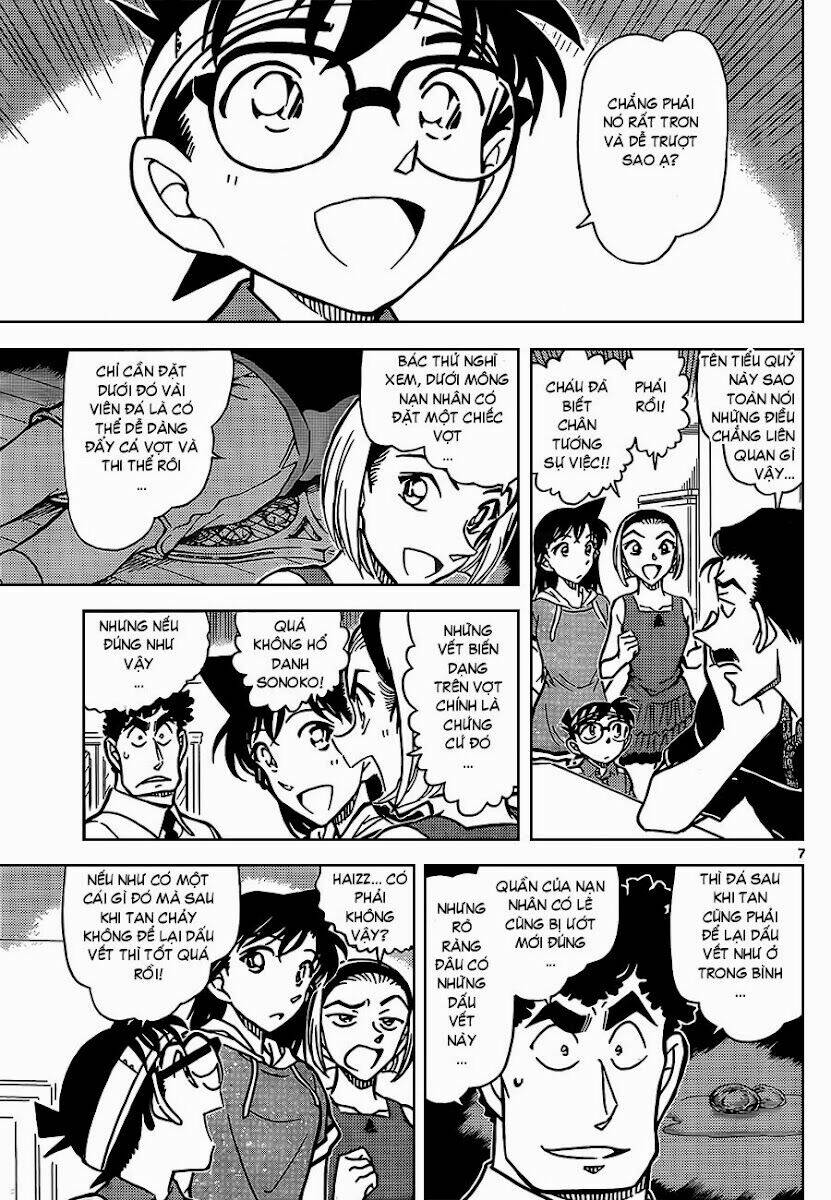 CHẲNG PHẢI
NÓ RẤT TRƠN
VÀ DỄ TRƯỢT
SAO Ạ?
TÊN TIỂU QUỶ
NÀY SAO
TOÀN NÓI
NHỮNG ĐIỀU
CHẲNG LIÊN
QUAN GÌ
VẬY...
PHẢI
RỒI!
CHÁU ĐÃ
BIẾT
CHÂN
TƯỚNG
SỰ VIỆC!!
BÁC THỬ NGHĨ
XEM, DƯỚI MÔNG
NẠN NHÂN CÓ
ĐẶT MỘT CHIẾC
VỢT
...
CHỈ CẦN ĐẶT
DƯỚI ĐÓ VÀI
VIÊN ĐÁ LÀ CÓ
THỂ DỄ DÀNG
ĐẨY CẢ VỢT VÀ
THI THỂ RỒI
...
NHỮNG
VẾT BIẾN
DẠNG
TRÊN VỢT
CHÍNH LÀ
CHỨNG
CỨ ĐÓ
QUẢ
KHÔNG HỔ
DANH
SONOKO!
NHƯNG NẾU
ĐÚNG NHƯ
VẬY
...
7
THÌ ĐÁ SAU
KHI TAN
CŨNG PHẢI
ĐỂ LẠI DẤU
VẾT NHƯ Ở
TRONG BÌNH
...
QUẦN CỦA NẠN
NHÂN CÓ LẼ
CŨNG BỊ ƯỚT
MỚI ĐÚNG
...
NHƯNG
RÕ
RÀNG
ĐÂU CÓ
NHỮNG
DẤU
VẾT
NÀY
...
HAIZZ... CÓ
PHẢI
KHÔNG
VẬY?
NẾU NHƯ CÓ MỘT
CÁI GÌ ĐÓ MÀ SAU
KHI TAN CHẢY
KHÔNG ĐỂ LẠI DẤU
VẾT THÌ TỐT QUÁ
RỒI!